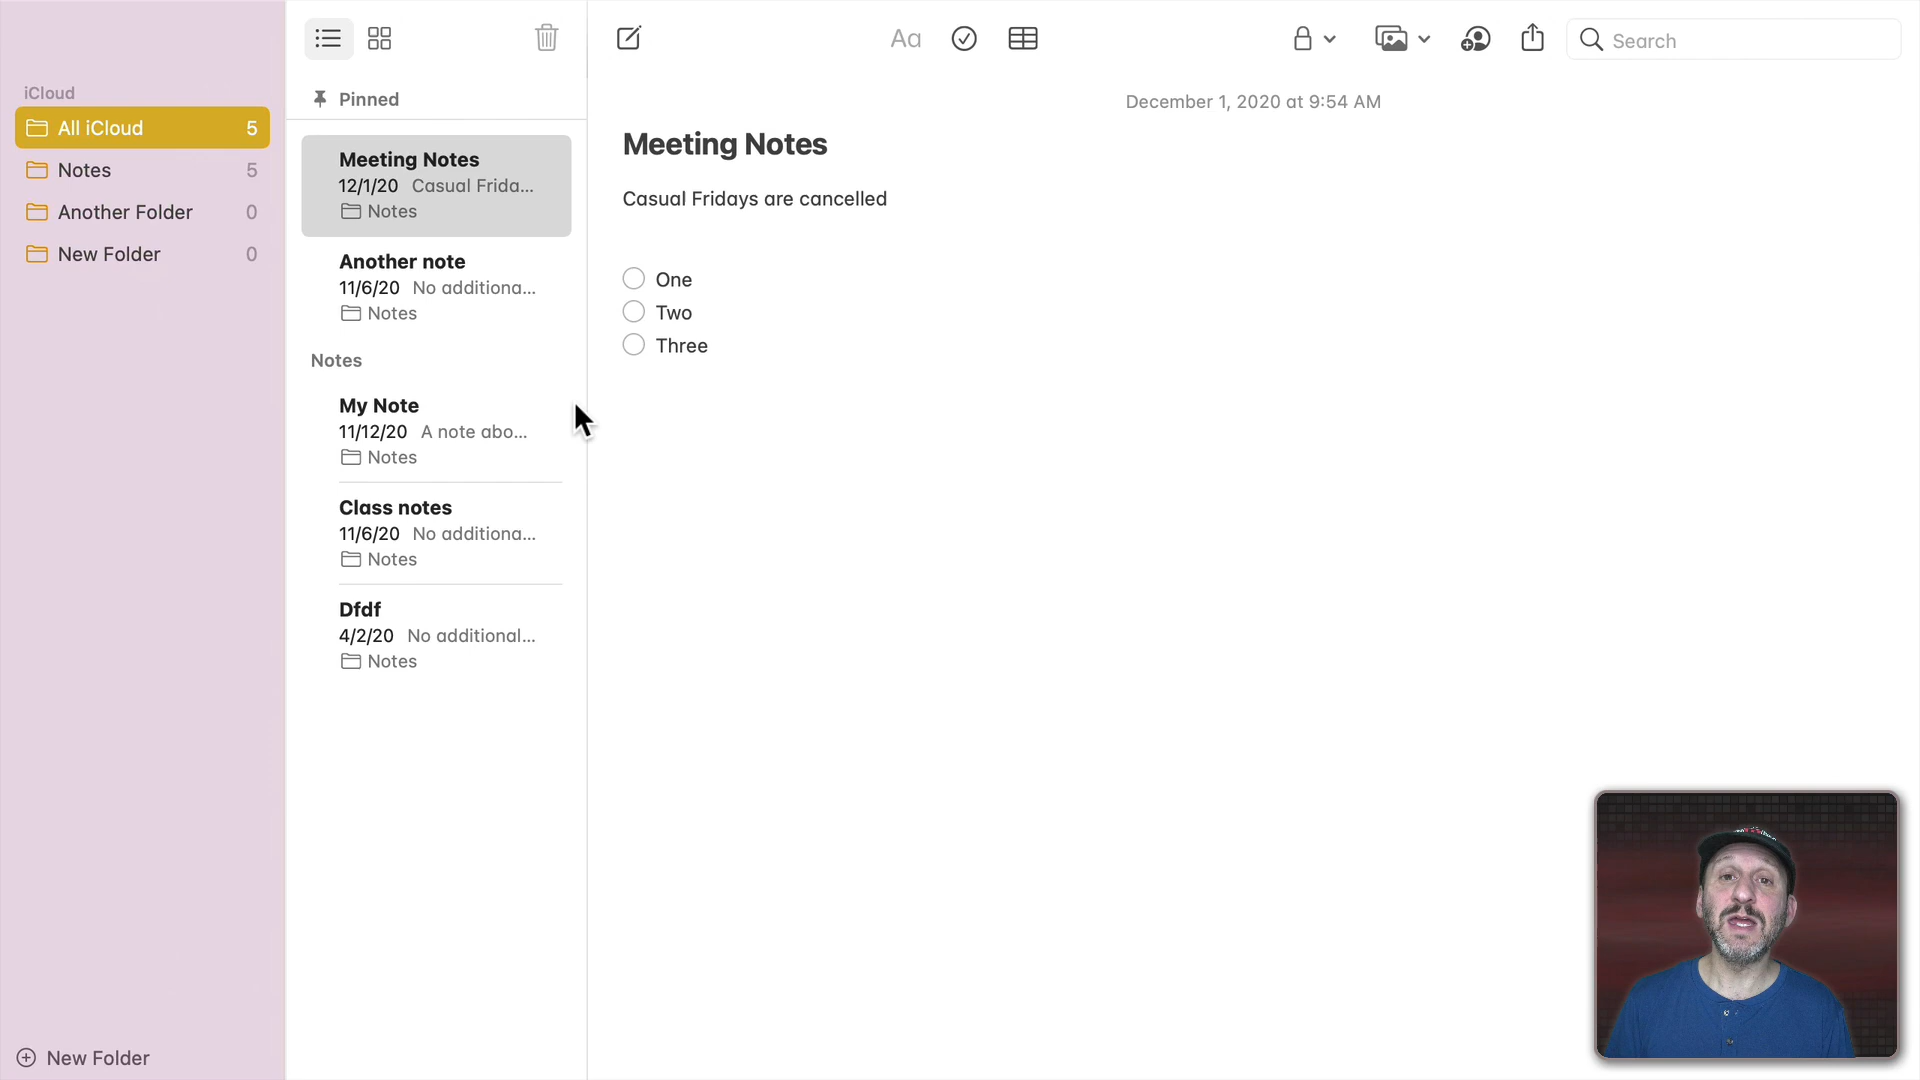 iCloud
All iCloud 5
Notes 5
Another Folder 0
New Folder 0
New Folder
Pinned
Meeting Notes
12/1/20 Casual Frida...
Notes
Another note
11/6/20 No additiona...
Notes
Notes
My Note
11/12/20 A note abo...
Notes
Class notes
11/6/20 No additiona...
Notes
Dfdf
4/2/20 No additional...
Notes
Aa
Search
December 1, 2020 at 9:54 AM
Meeting Notes
Casual Fridays are cancelled
One
Two
Three